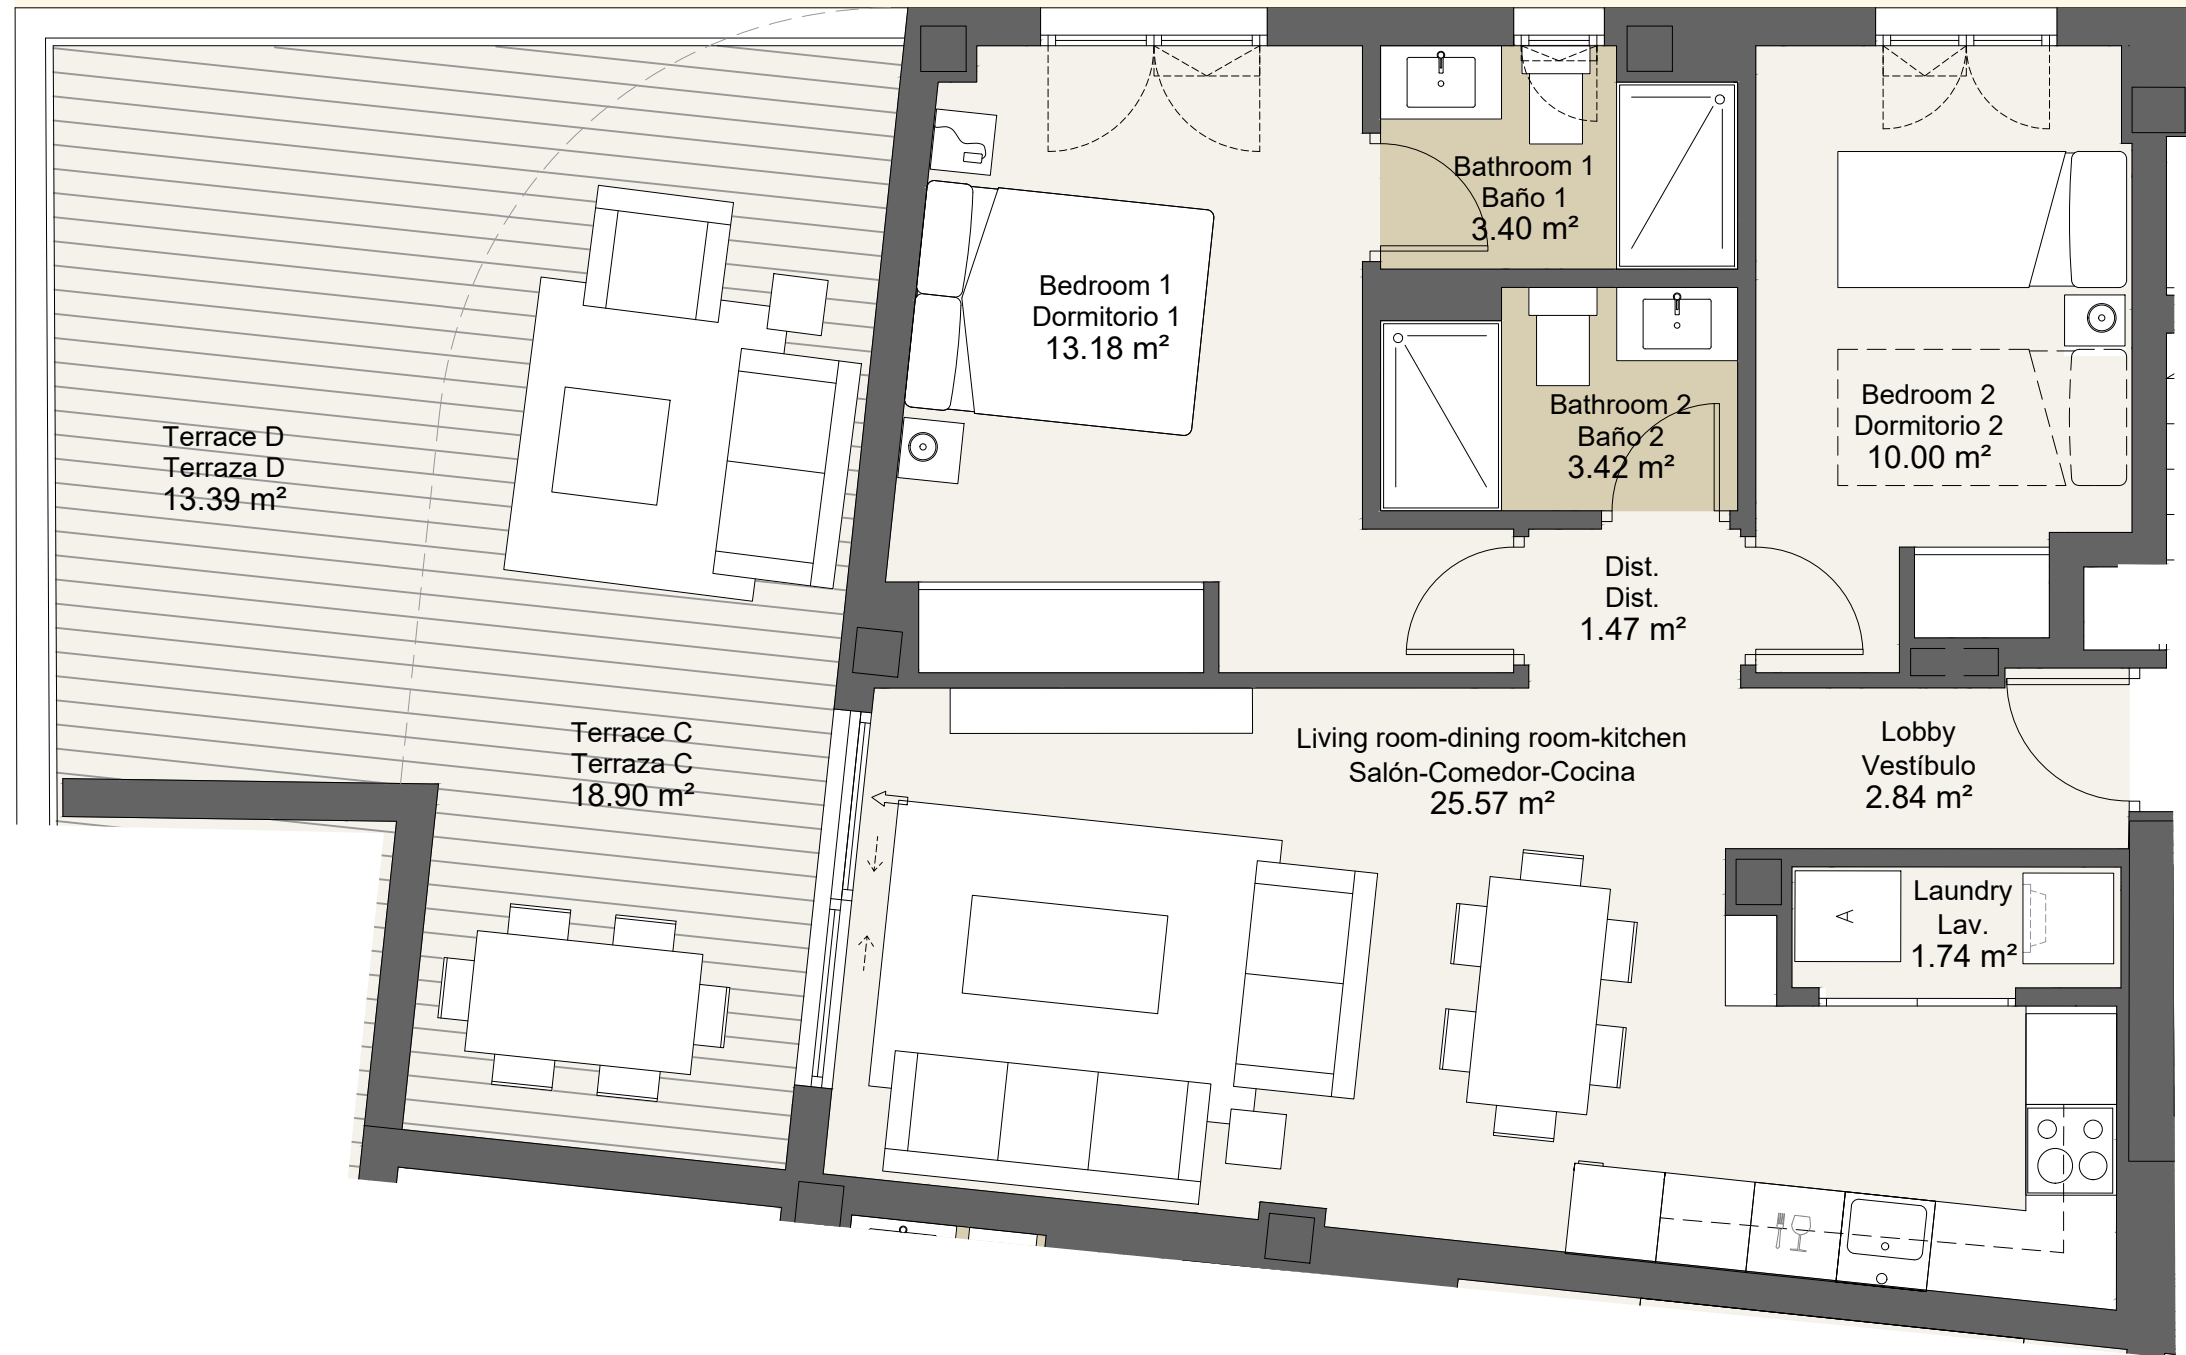 Bathroom 1
Baño 1
3.40 m²
Bedroom 1
Dormitorio 1
13.18 m²
Bathroom 2
Baño 2
3.42 m²
Bedroom 2
Dormitorio 2
10.00 m²
Terrace D
Terraza D
13.39 m²
Dist.
Dist.
1.47 m²
Terrace C
Terraza C
18.90 m²
Living room-dining room-kitchen
Salón-Comedor-Cocina
25.57 m²
Lobby
Vestíbulo
2.84 m²
A
Laundry
Lav.
1.74 m²